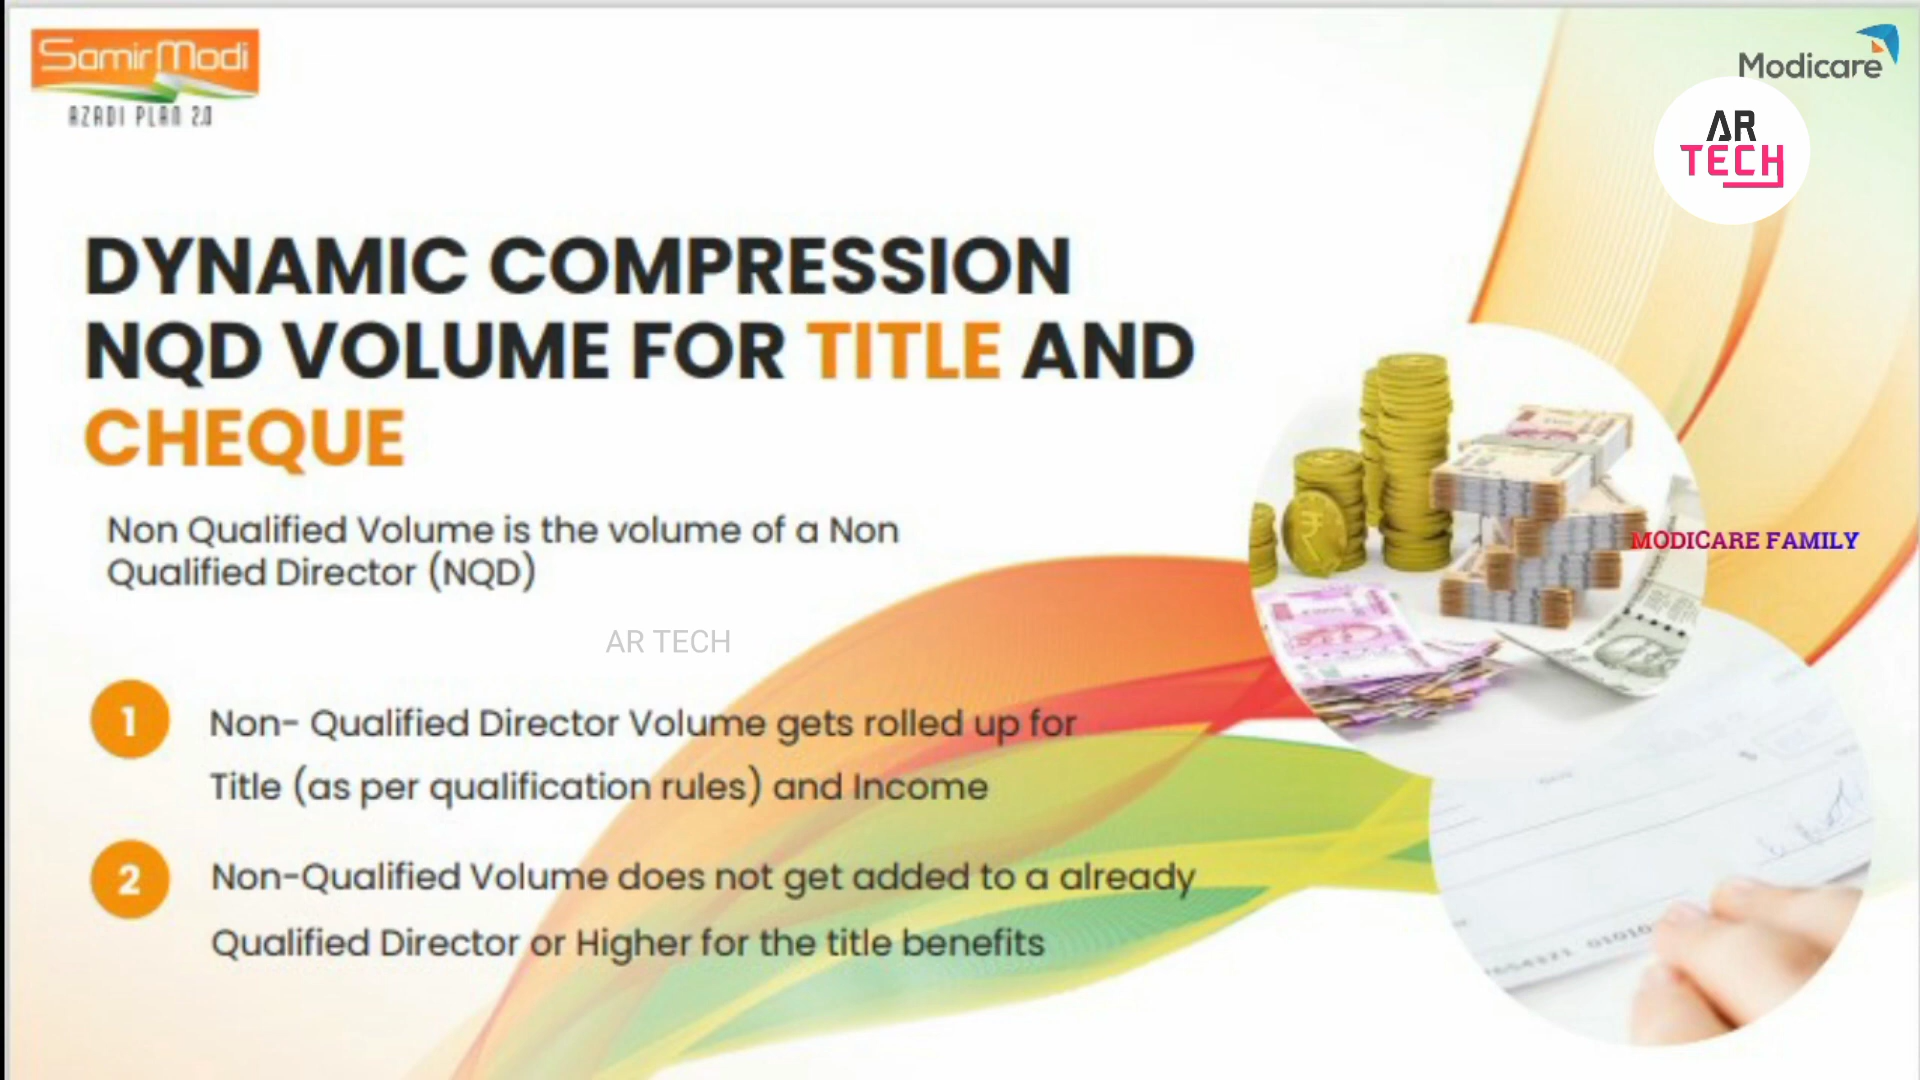 Samir Modi
AZADI PLAN 2.0
Modicare
AR
TECH
DYNAMIC COMPRESSION
NQD VOLUME FOR TITLE AND
CHEQUE
Non Qualified Volume is the volume of a Non
Qualified Director (NQD)
MODICARE FAMILY
AR TECH
1
Non- Qualified Director Volume gets rolled up for
Title (as per qualification rules) and Income
2
Non-Qualified Volume does not get added to a already
Qualified Director or Higher for the title benefits